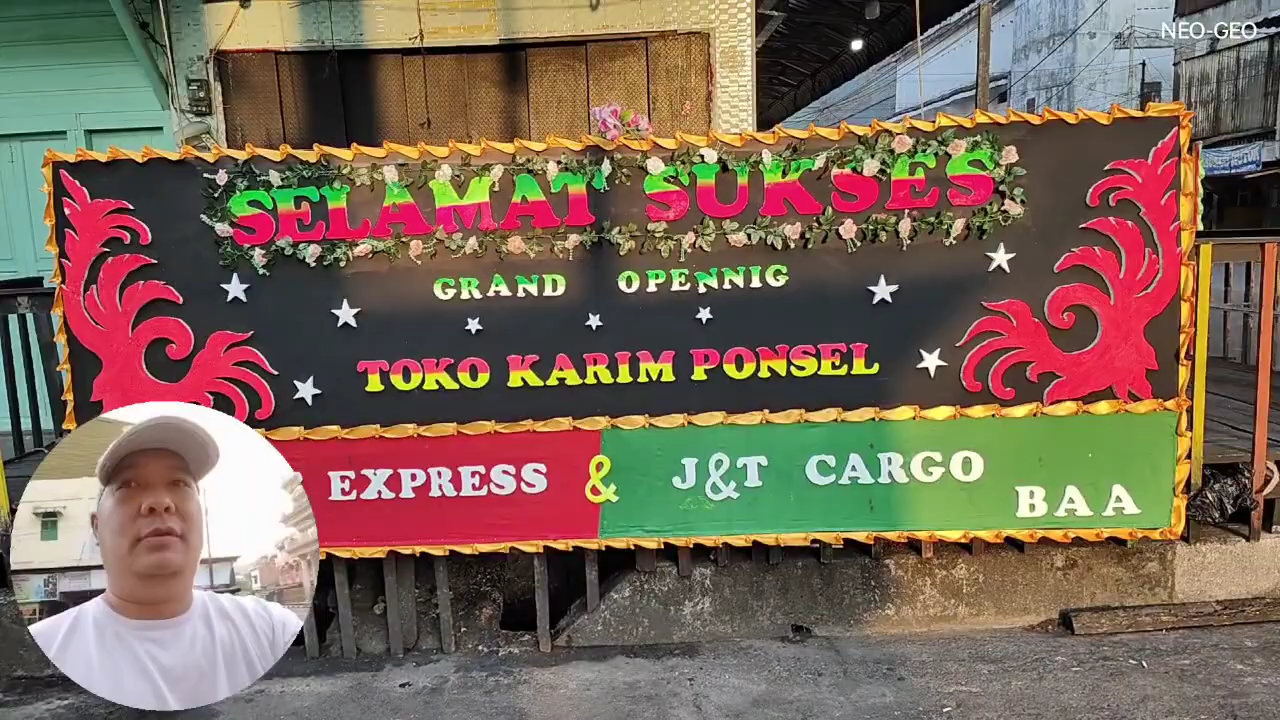 NEO-GEO
SELAMAT SUKSES
GRAND OPENNIG
TOKO KARIM PONSEL
EXPRESS & J&T CARGO
BAA